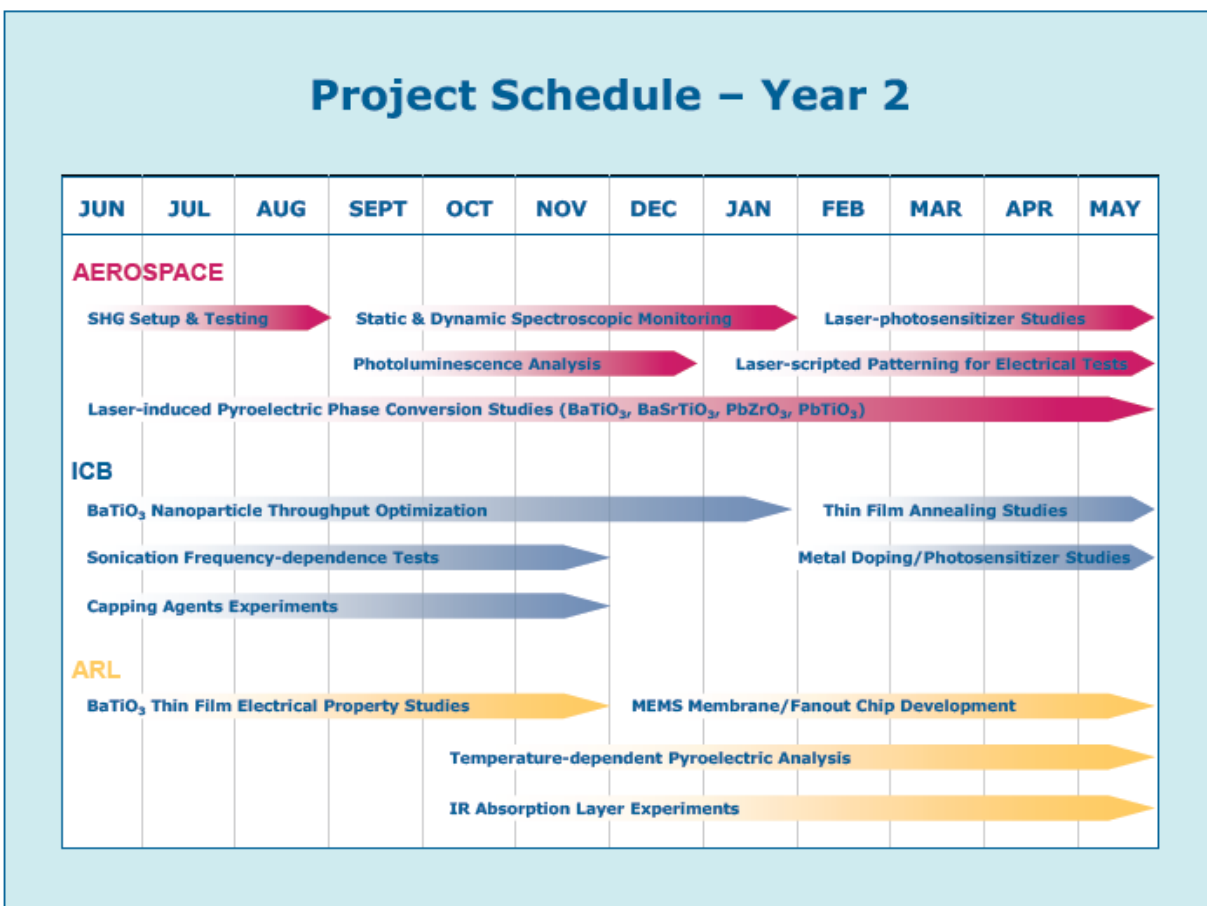 Project Schedule – Year 2
JUN JUL AUG SEPT OCT NOV DEC JAN FEB MAR APR MAY
AEROSPACE
SHG Setup & Testing Static & Dynamic Spectroscopic Monitoring Laser-photosensitizer Studies
Photoluminescence Analysis Laser-scripted Patterning for Electrical Tests
Laser-induced Pyroelectric Phase Conversion Studies (BaTiO₃, BaSrTiO₃, PbZrO₃, PbTiO₃)
ICB
BaTiO₃ Nanoparticle Throughput Optimization Thin Film Annealing Studies
Sonication Frequency-dependence Tests Metal Doping/Photosensitizer Studies
Capping Agents Experiments
ARL
BaTiO₃ Thin Film Electrical Property Studies MEMS Membrane/Fanout Chip Development
Temperature-dependent Pyroelectric Analysis
IR Absorption Layer Experiments